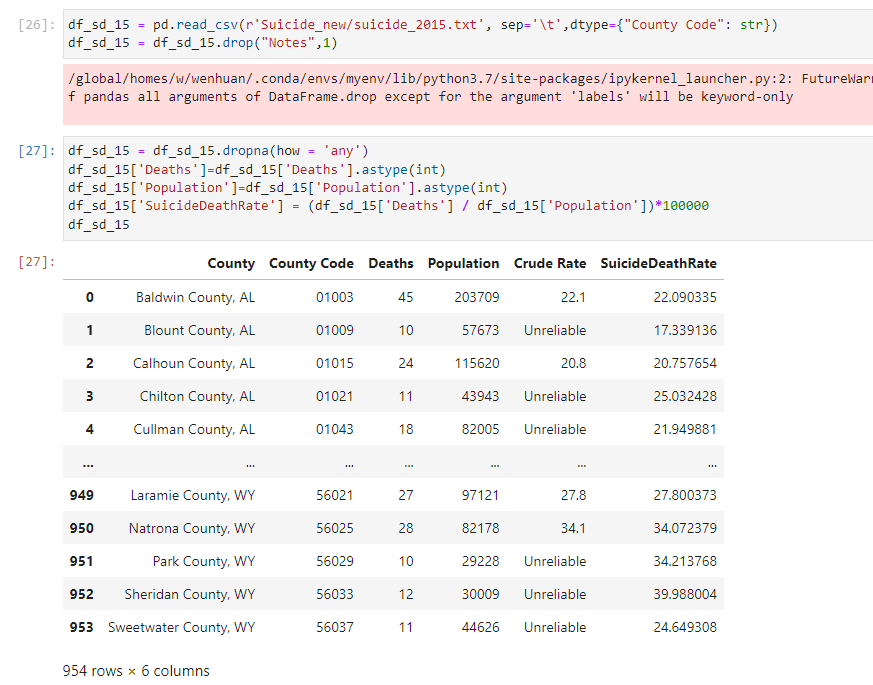 [26]: df_sd_15 = pd.read_csv(r'Suicide_new/suicide_2015.txt', sep='\t',dtype={"County Code": str})
df_sd_15 = df_sd_15.drop("Notes",1)
/global/homes/w/wenhuan/.conda/envs/myenv/lib/python3.7/site-packages/ipykernel_launcher.py:2: FutureWarn
f pandas all arguments of DataFrame.drop except for the argument 'labels' will be keyword-only
[27]: df_sd_15 = df_sd_15.dropna(how = 'any')
df_sd_15['Deaths']=df_sd_15['Deaths'].astype(int)
df_sd_15['Population']=df_sd_15['Population'].astype(int)
df_sd_15['SuicideDeathRate'] = (df_sd_15['Deaths'] / df_sd_15['Population'])*100000
df_sd_15
[27]: County County Code Deaths Population Crude Rate SuicideDeathRate
0 Baldwin County, AL 01003 45 203709 22.1 22.090335
1 Blount County, AL 01009 10 57673 Unreliable 17.339136
2 Calhoun County, AL 01015 24 115620 20.8 20.757654
3 Chilton County, AL 01021 11 43943 Unreliable 25.032428
4 Cullman County, AL 01043 18 82005 Unreliable 21.949881
... ... ... ... ... ... ...
949 Laramie County, WY 56021 27 97121 27.8 27.800373
950 Natrona County, WY 56025 28 82178 34.1 34.072379
951 Park County, WY 56029 10 29228 Unreliable 34.213768
952 Sheridan County, WY 56033 12 30009 Unreliable 39.988004
953 Sweetwater County, WY 56037 11 44626 Unreliable 24.649308
954 rows × 6 columns